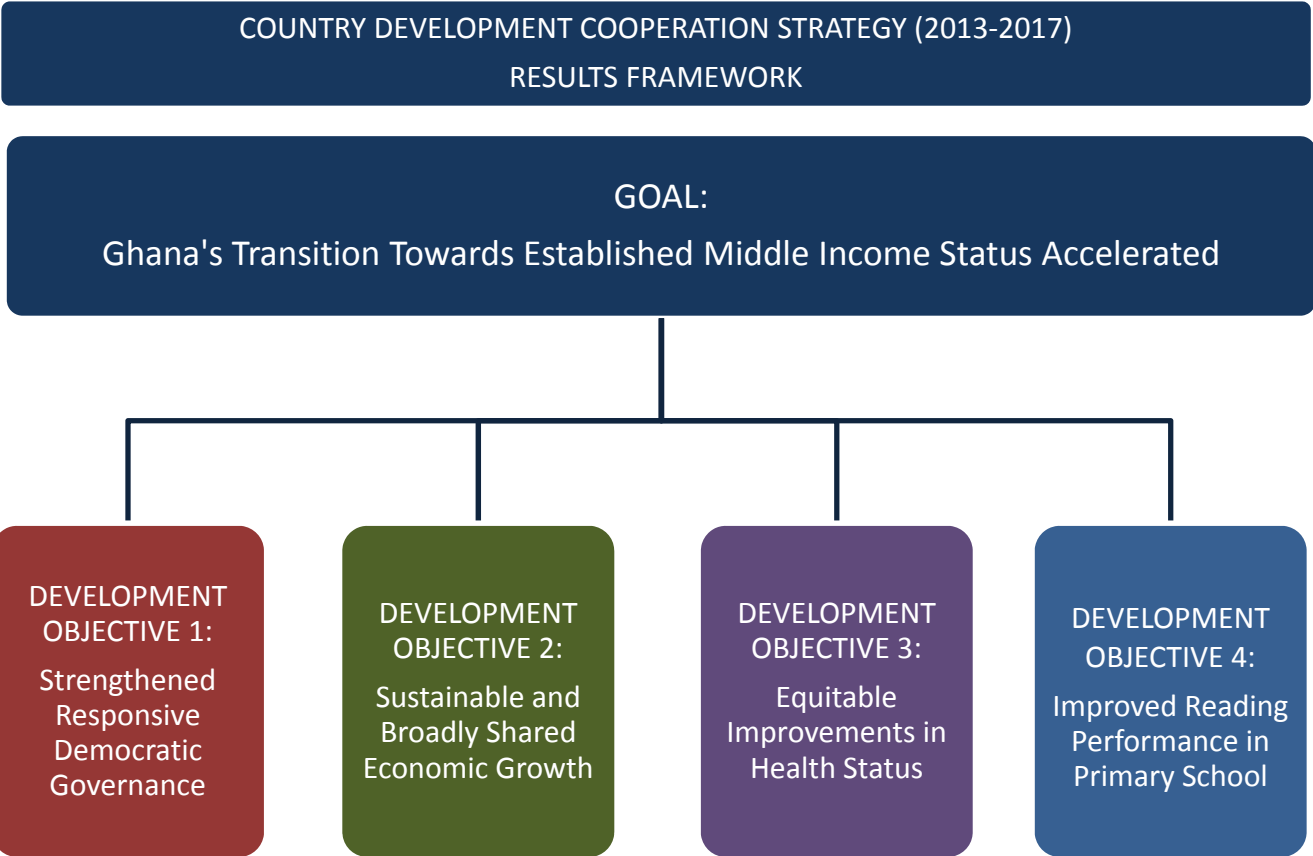 COUNTRY DEVELOPMENT COOPERATION STRATEGY (2013-2017)
RESULTS FRAMEWORK
GOAL:
Ghana's Transition Towards Established Middle Income Status Accelerated
DEVELOPMENT
OBJECTIVE 1:
Strengthened
Responsive
Democratic
Governance
DEVELOPMENT
OBJECTIVE 2:
Sustainable and
Broadly Shared
Economic Growth
DEVELOPMENT
OBJECTIVE 3:
Equitable
Improvements in
Health Status
DEVELOPMENT
OBJECTIVE 4:
Improved Reading
Performance in
Primary School